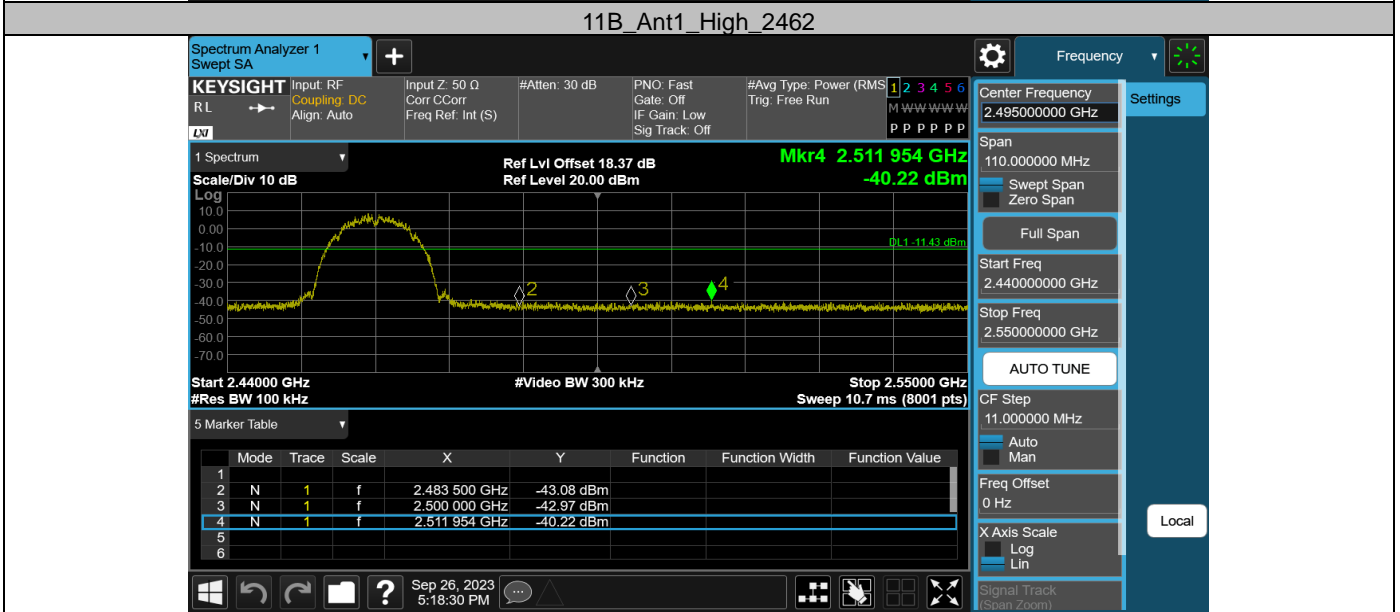 11B_Ant1_High_2462
Spectrum Analyzer 1
Swept SA
+
Frequency
KEYSIGHT
R L
LXI
Input: RF
Coupling: DC
Align: Auto
Input Z: 50 Ω
Corr CCorr
Freq Ref: Int (S)
#Atten: 30 dB
PNO: Fast
Gate: Off
IF Gain: Low
Sig Track: Off
#Avg Type: Power (RMS
Trig: Free Run
1 2 3 4 5 6
M W W W W W
P P P P P P
1 Spectrum
Scale/Div 10 dB
Ref Lvl Offset 18.37 dB
Ref Level 20.00 dBm
Mkr4 2.511 954 GHz
-40.22 dBm
Log
10.0
0.00
-10.0
-20.0
-30.0
-40.0
-50.0
-60.0
-70.0
DL1 -11.43 dBm
2
3
4
Start 2.44000 GHz
#Res BW 100 kHz
#Video BW 300 kHz
Stop 2.55000 GHz
Sweep 10.7 ms (8001 pts)
5 Marker Table
Mode Trace Scale X Y Function Function Width Function Value
1
2 N 1 f 2.483 500 GHz -43.08 dBm
3 N 1 f 2.500 000 GHz -42.97 dBm
4 N 1 f 2.511 954 GHz -40.22 dBm
5
6
Center Frequency
2.495000000 GHz
Settings
Span
110.000000 MHz
Swept Span
Zero Span
Full Span
Start Freq
2.440000000 GHz
Stop Freq
2.550000000 GHz
AUTO TUNE
CF Step
11.000000 MHz
Auto
Man
Freq Offset
0 Hz
X Axis Scale
Log
Lin
Signal Track
(Span Zoom)
Local
?
Sep 26, 2023
5:18:30 PM